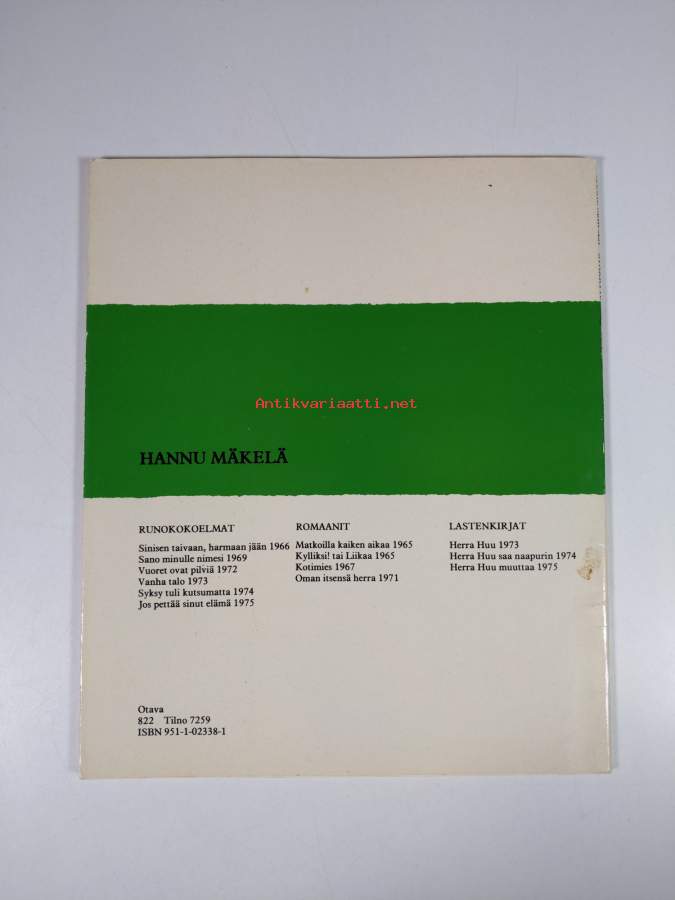 Antikvariaatti.net
HANNU MÄKELÄ
RUNOKOKOELMAT
Sinisen taivaan, harmaan jään 1966
Sano minulle nimesi 1969
Vuoret ovat pilviä 1972
Vanha talo 1973
Syksy tuli kutsumatta 1974
Jos pettää sinut elämä 1975
ROMAANIT
Matkoilla kaiken aikaa 1965
Kylliksi! tai Liikaa 1965
Kotimies 1967
Oman itsensä herra 1971
LASTENKIRJAT
Herra Huu 1973
Herra Huu saa naapurin 1974
Herra Huu muuttaa 1975
Otava
822 Tilno 7259
ISBN 951-1-02338-1